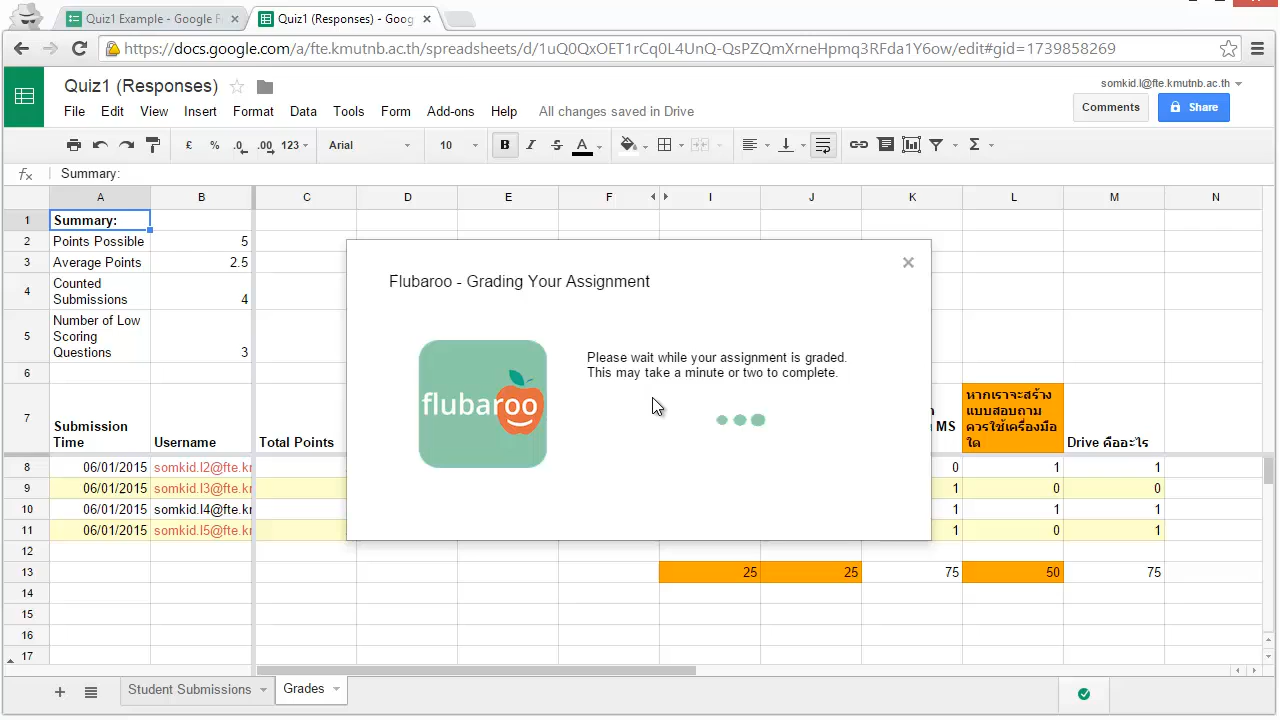 Quiz1 Example - Google F
Quiz1 (Responses) - Goog
https://docs.google.com/a/fte.kmutnb.ac.th/spreadsheets/d/1uQ0QxOET1rCq0L4UnQ-QsPZQmXrneHpmq3RFda1Y6ow/edit#gid=1739858269
Quiz1 (Responses)
somkid.l@fte.kmutnb.ac.th
File Edit View Insert Format Data Tools Form Add-ons Help All changes saved in Drive
Comments
Share
£ % .0 .00 123 Arial 10 B I S A Σ
fx Summary:
A B C D E F I J K L M N
1 Summary:
2 Points Possible 5
3 Average Points 2.5
4 Counted
Submissions 4
5 Number of Low
Scoring
Questions 3
6
Flubaroo - Grading Your Assignment
flubaroo
Please wait while your assignment is graded.
This may take a minute or two to complete.
7 Submission
Time Username Total Points
MS
หากเราจะสร้าง
แบบสอบถาม
ควรใช้เครื่องมือ
ใด
Drive คืออะไร
8 06/01/2015 somkid.l2@fte.kr 0 1 1
9 06/01/2015 somkid.l3@fte.kr 1 0 0
10 06/01/2015 somkid.l4@fte.kr 1 1 1
11 06/01/2015 somkid.l5@fte.kr 1 0 1
12
13 25 25 75 50 75
14
15
16
17
Student Submissions Grades